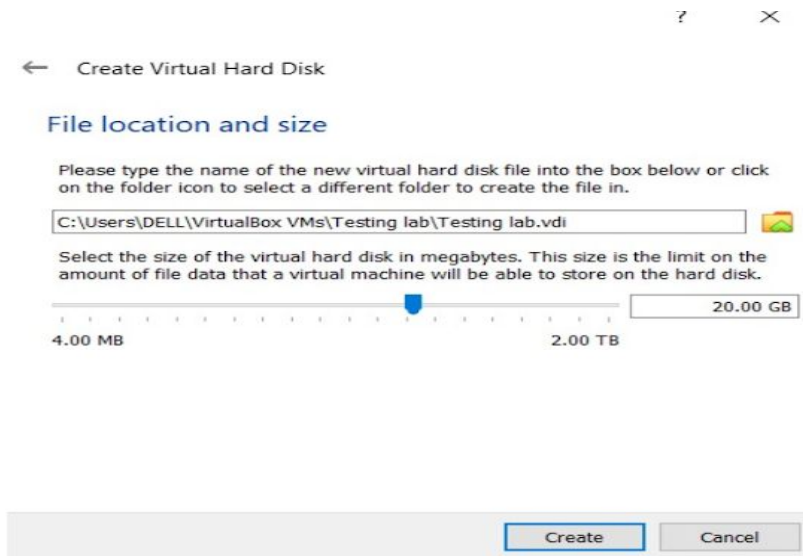 ?
Create Virtual Hard Disk
File location and size
Please type the name of the new virtual hard disk file into the box below or click
on the folder icon to select a different folder to create the file in.
C:\Users\DELL\VirtualBox VMs\Testing lab\Testing lab.vdi
Select the size of the virtual hard disk in megabytes. This size is the limit on the
amount of file data that a virtual machine will be able to store on the hard disk.
20.00 GB
4.00 MB 2.00 TB
Create Cancel